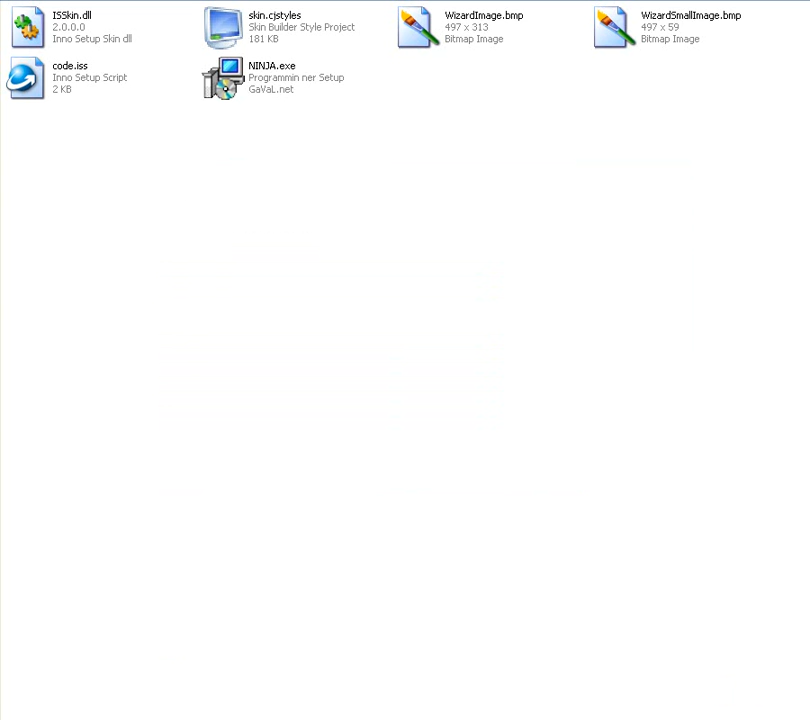 ISSkin.dll
2.0.0.0
Inno Setup Skin dll
skin.cjstyles
Skin Builder Style Project
181 KB
WizardImage.bmp
497 x 313
Bitmap Image
WizardSmallImage.bmp
497 x 59
Bitmap Image
code.iss
Inno Setup Script
2 KB
NINJA.exe
Programmin ner Setup
GaVaL.net